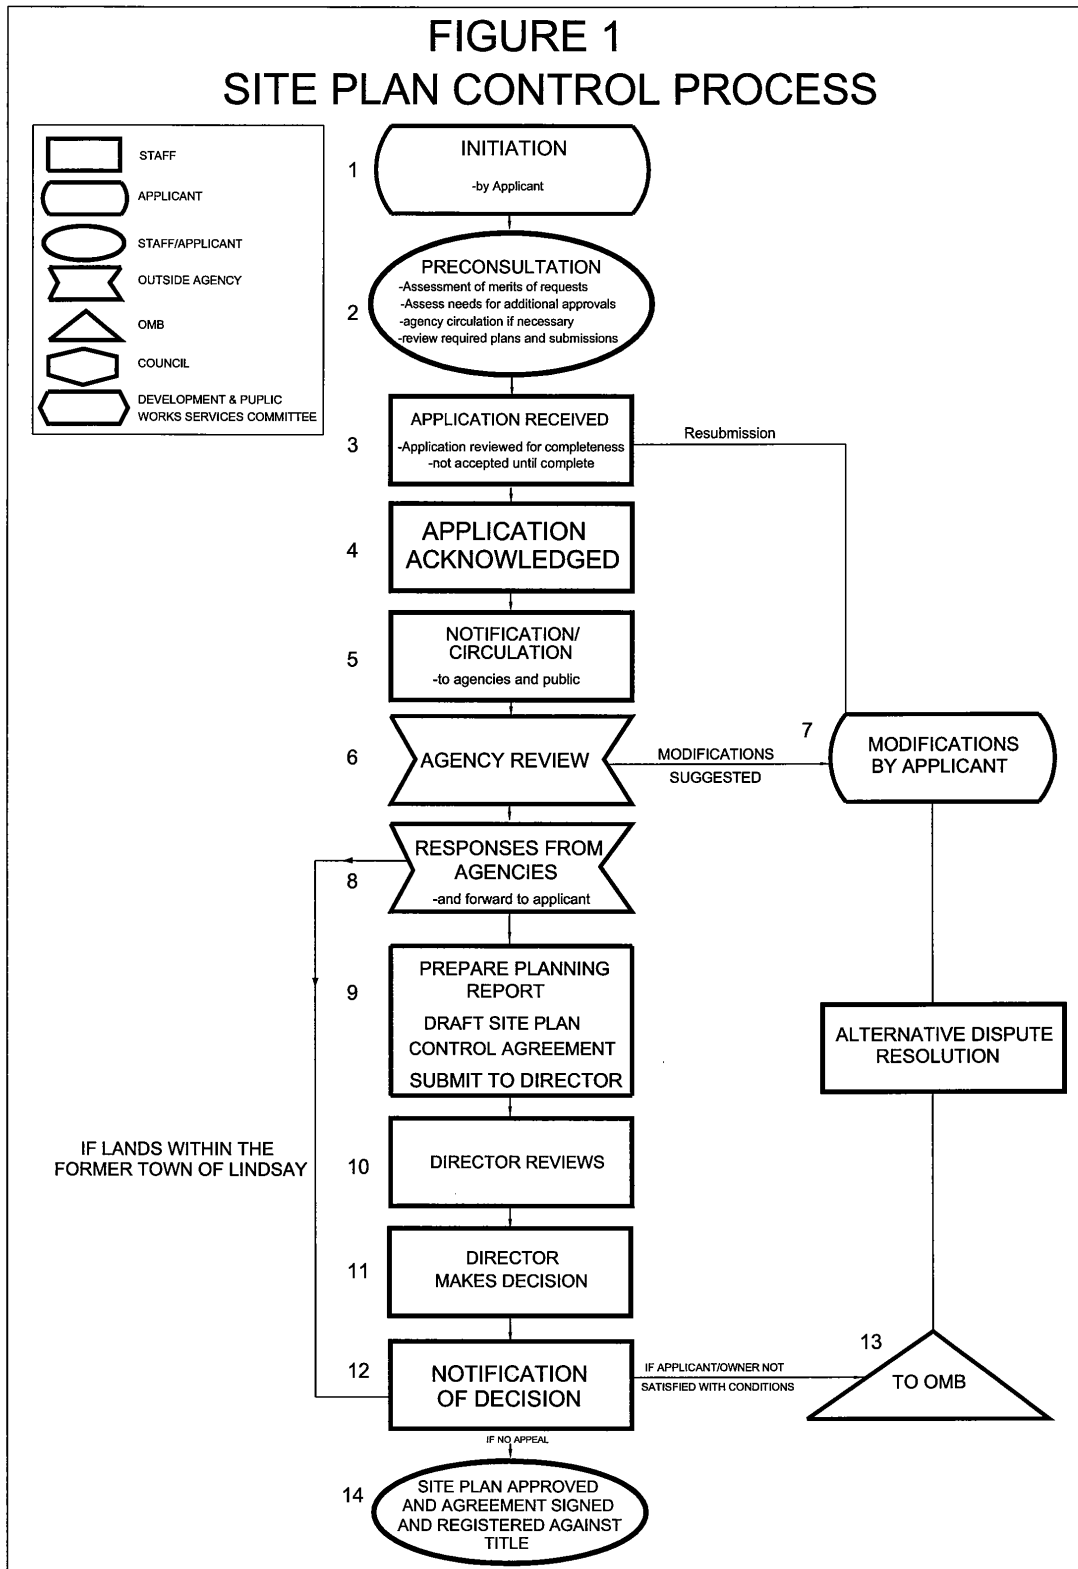 FIGURE 1
SITE PLAN CONTROL PROCESS
STAFF
APPLICANT
STAFF/APPLICANT
OUTSIDE AGENCY
OMB
COUNCIL
DEVELOPMENT & PUPLIC
WORKS SERVICES COMMITTEE
1
INITIATION
-by Applicant
2
PRECONSULTATION
-Assessment of merits of requests
-Assess needs for additional approvals
-agency circulation if necessary
-review required plans and submissions
3
APPLICATION RECEIVED
-Application reviewed for completeness
-not accepted until complete
Resubmission
4
APPLICATION
ACKNOWLEDGED
5
NOTIFICATION/
CIRCULATION
-to agencies and public
6
AGENCY REVIEW
MODIFICATIONS
SUGGESTED
7
MODIFICATIONS
BY APPLICANT
8
RESPONSES FROM
AGENCIES
-and forward to applicant
9
PREPARE PLANNING
REPORT
DRAFT SITE PLAN
CONTROL AGREEMENT
SUBMIT TO DIRECTOR
ALTERNATIVE DISPUTE
RESOLUTION
IF LANDS WITHIN THE
FORMER TOWN OF LINDSAY
10
DIRECTOR REVIEWS
11
DIRECTOR
MAKES DECISION
12
NOTIFICATION
OF DECISION
IF APPLICANT/OWNER NOT
SATISFIED WITH CONDITIONS
13
TO OMB
IF NO APPEAL
14
SITE PLAN APPROVED
AND AGREEMENT SIGNED
AND REGISTERED AGAINST
TITLE